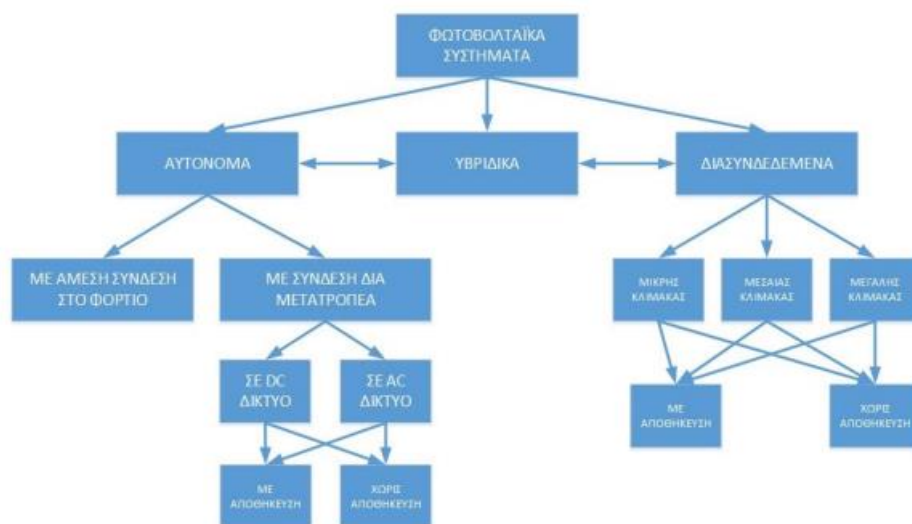 ΦΩΤΟΒΟΛΤΑΪΚΑ
ΣΥΣΤΗΜΑΤΑ
ΑΥΤΟΝΟΜΑ
ΥΒΡΙΔΙΚΑ
ΔΙΑΣΥΝΔΕΔΕΜΕΝΑ
ΜΕ ΑΜΕΣΗ ΣΥΝΔΕΣΗ
ΣΤΟ ΦΟΡΤΙΟ
ΜΕ ΣΥΝΔΕΣΗ ΔΙΑ
ΜΕΤΑΤΡΟΠΕΑ
ΜΙΚΡΗΣ
ΚΛΙΜΑΚΑΣ
ΜΕΣΑΙΑΣ
ΚΛΙΜΑΚΑΣ
ΜΕΓΑΛΗΣ
ΚΛΙΜΑΚΑΣ
ΣΕ DC
ΔΙΚΤΥΟ
ΣΕ AC
ΔΙΚΤΥΟ
ΜΕ
ΑΠΟΘΗΚΕΥΣΗ
ΧΩΡΙΣ
ΑΠΟΘΗΚΕΥΣΗ
ΜΕ
ΑΠΟΘΗΚΕΥΣΗ
ΧΩΡΙΣ
ΑΠΟΘΗΚΕΥΣΗ